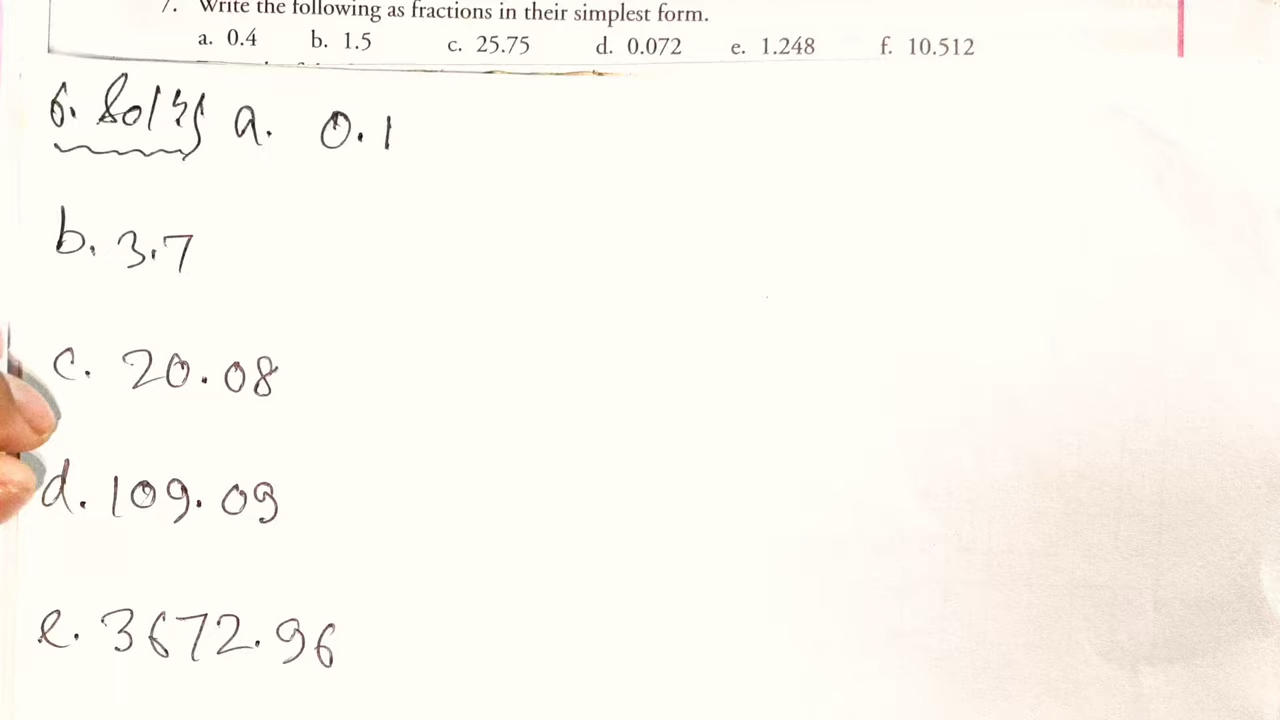 7. Write the following as fractions in their simplest form.
a. 0.4 b. 1.5 c. 25.75 d. 0.072 e. 1.248 f. 10.512
6. a. 0.1
b. 3.7
c. 20.08
d. 109.09
e. 3672.96